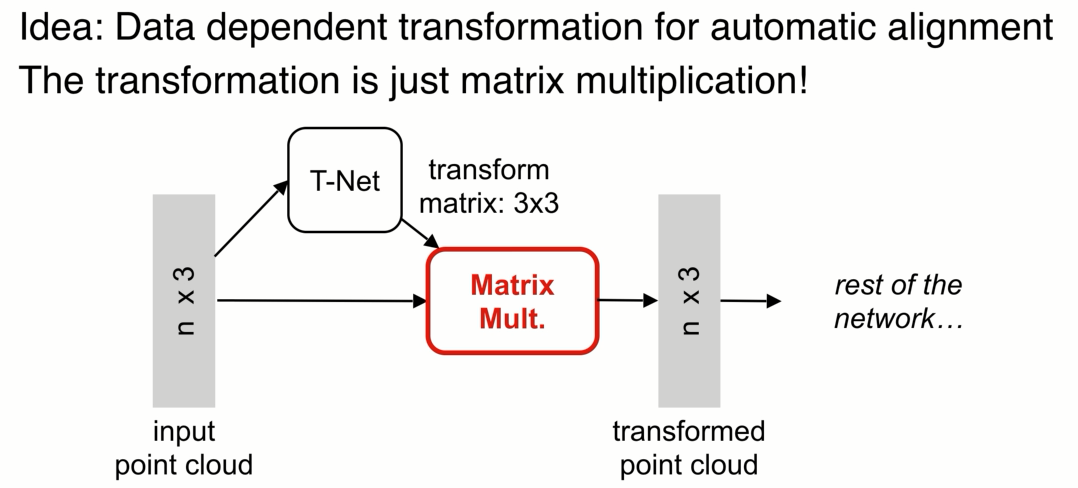 Idea: Data dependent transformation for automatic alignment
The transformation is just matrix multiplication!
T-Net
transform
matrix: 3x3
n x 3
Matrix
Mult.
n x 3
rest of the
network…
input
point cloud
transformed
point cloud